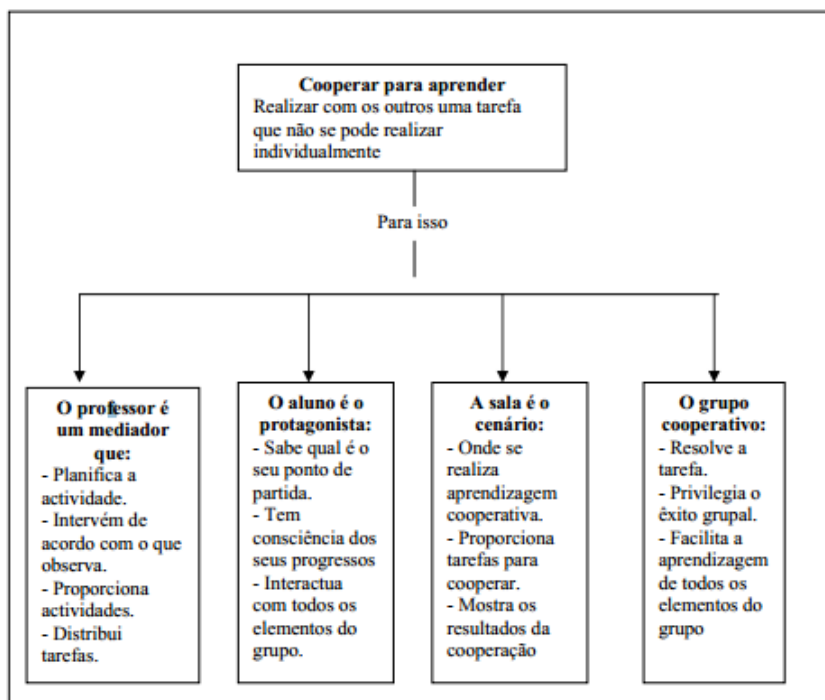 Cooperar para aprender
Realizar com os outros uma tarefa
que não se pode realizar
individualmente
Para isso
O professor é
um mediador
que:
- Planifica a
actividade.
- Intervém de
acordo com o que
observa.
- Proporciona
actividades.
- Distribui
tarefas.
O aluno é o
protagonista:
- Sabe qual é o
seu ponto de
partida.
- Tem
consciência dos
seus progressos
- Interactua
com todos os
elementos do
grupo.
A sala é o
cenário:
- Onde se
realiza
aprendizagem
cooperativa.
- Proporciona
tarefas para
cooperar.
- Mostra os
resultados da
cooperação
O grupo
cooperativo:
- Resolve a
tarefa.
- Privilegia o
êxito grupal.
- Facilita a
aprendizagem
de todos os
elementos do
grupo